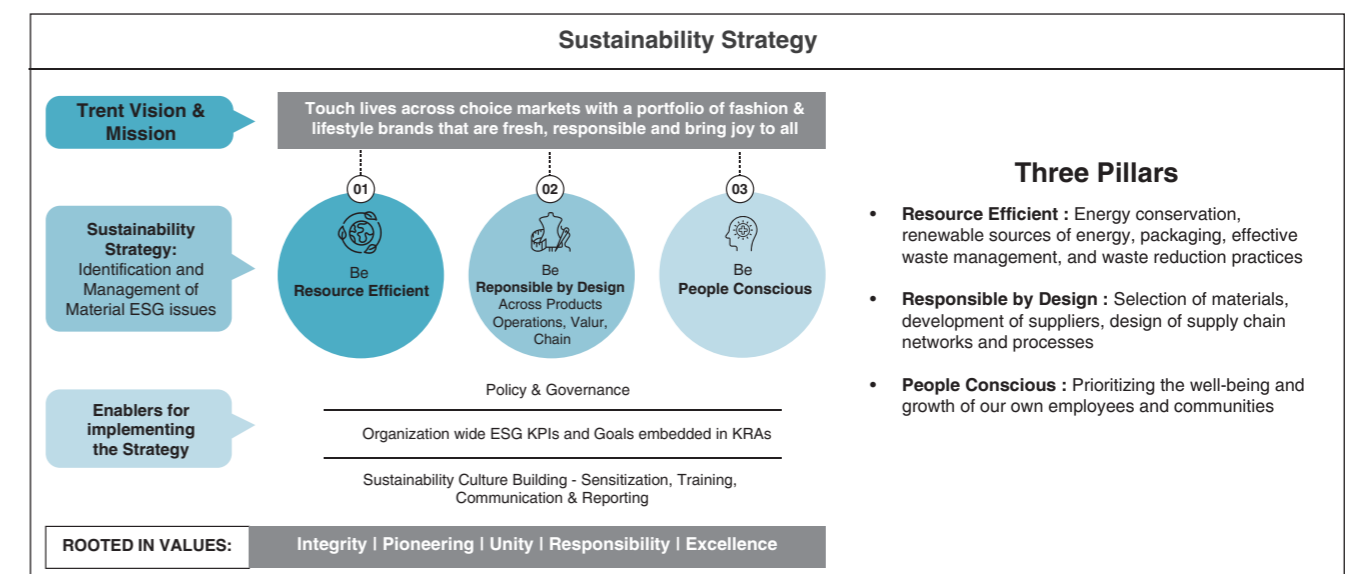 Sustainability Strategy
Trent Vision &
Mission
Touch lives across choice markets with a portfolio of fashion &
lifestyle brands that are fresh, responsible and bring joy to all
Sustainability
Strategy:
Identification and
Management of
Material ESG issues
01
Be
Resource Efficient
02
Be
Reponsible by Design
Across Products
Operations, Valur,
Chain
03
Be
People Conscious
Enablers for
implementing
the Strategy
Policy & Governance
Organization wide ESG KPIs and Goals embedded in KRAs
Sustainability Culture Building - Sensitization, Training,
Communication & Reporting
ROOTED IN VALUES:
Integrity | Pioneering | Unity | Responsibility | Excellence
Three Pillars
• Resource Efficient : Energy conservation,
renewable sources of energy, packaging, effective
waste management, and waste reduction practices
• Responsible by Design : Selection of materials,
development of suppliers, design of supply chain
networks and processes
• People Conscious : Prioritizing the well-being and
growth of our own employees and communities